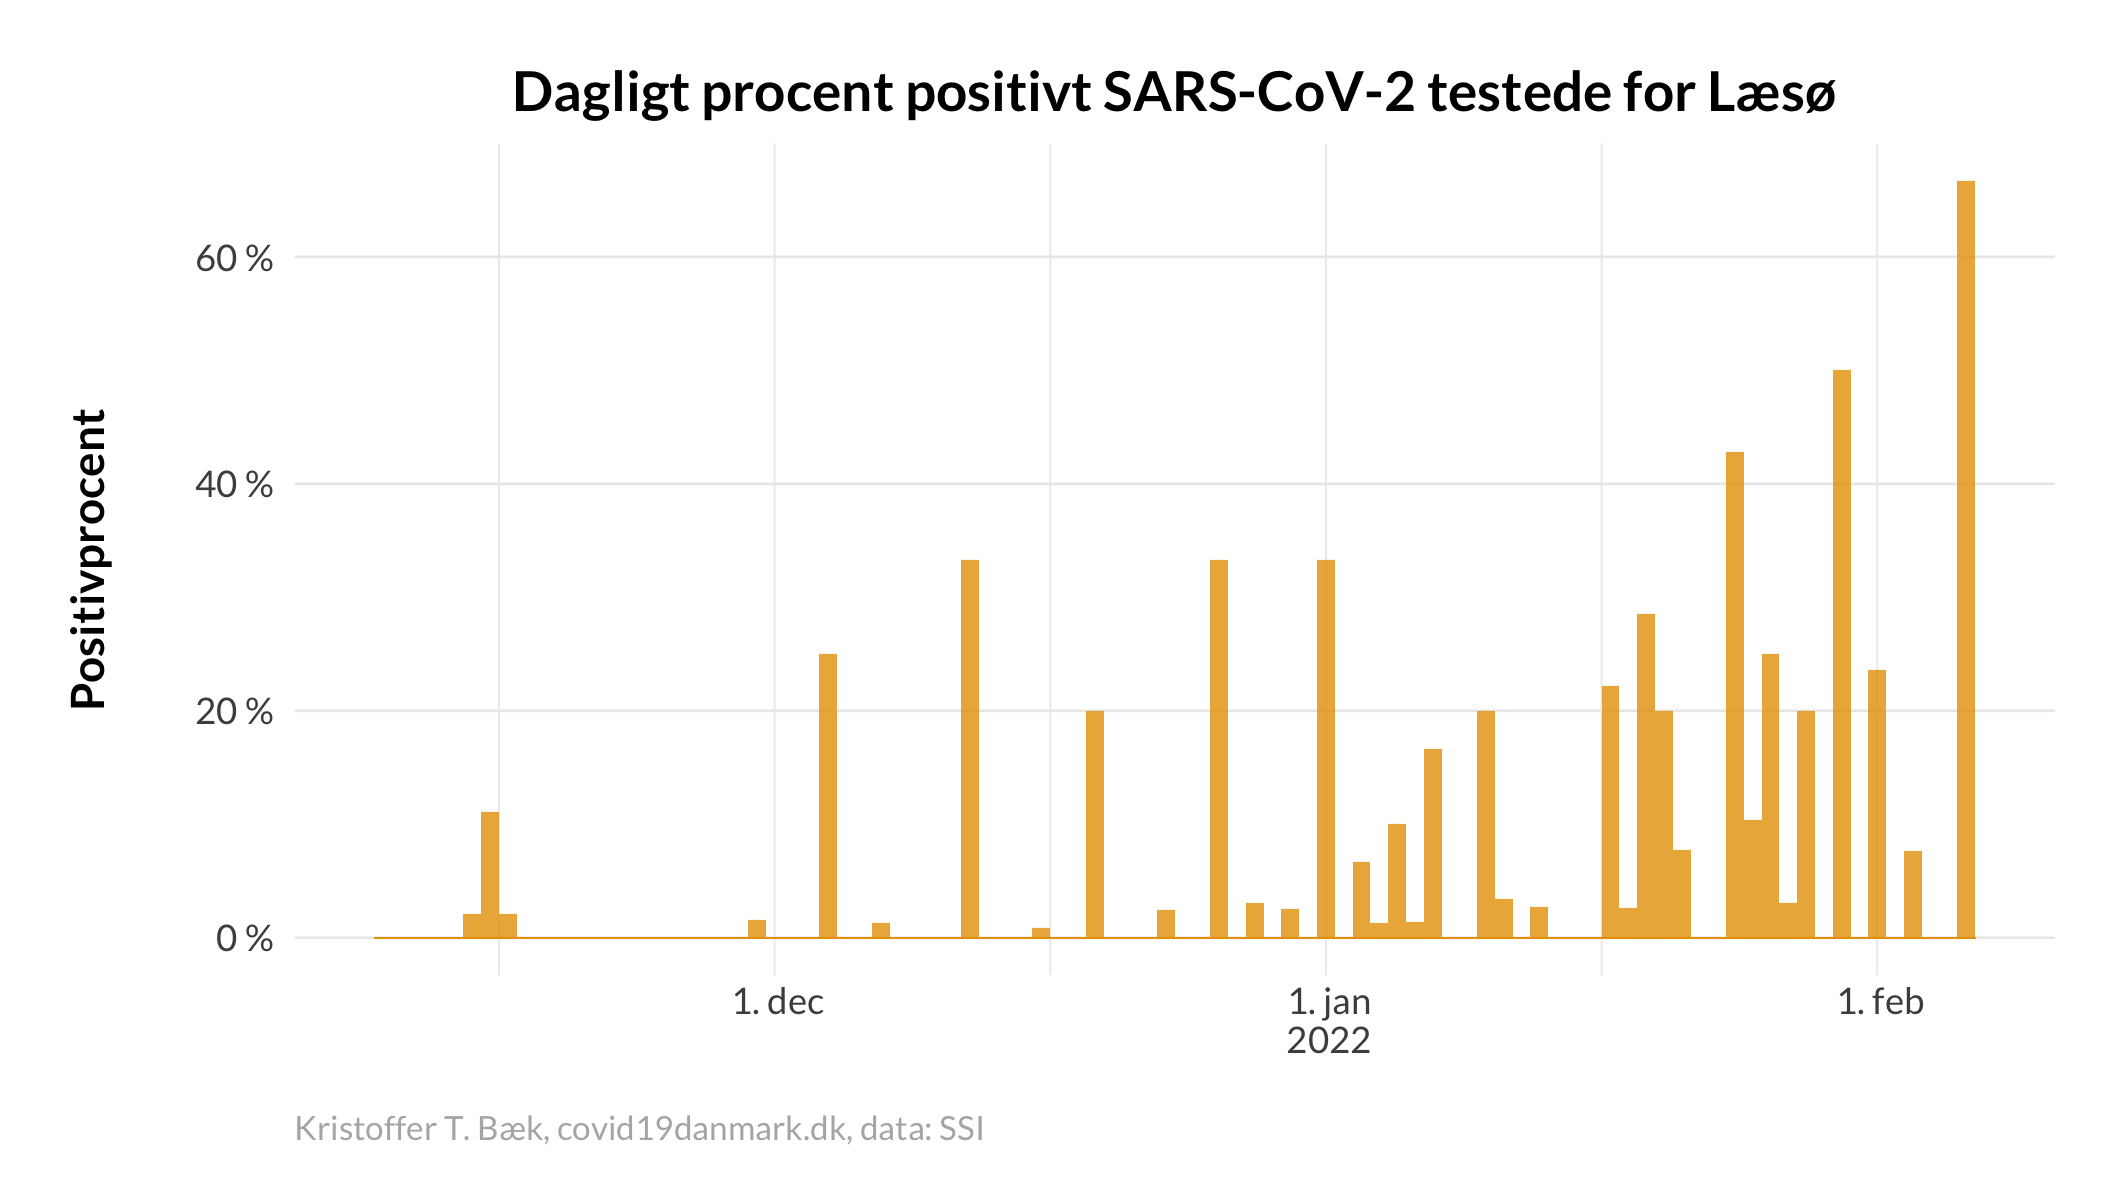 Dagligt procent positivt SARS-CoV-2 testede for Læsø
Positivprocent
60 %
40 %
20 %
0 %
1. dec
1. jan
2022
1. feb
Kristoffer T. Bæk, covid19danmark.dk, data: SSI